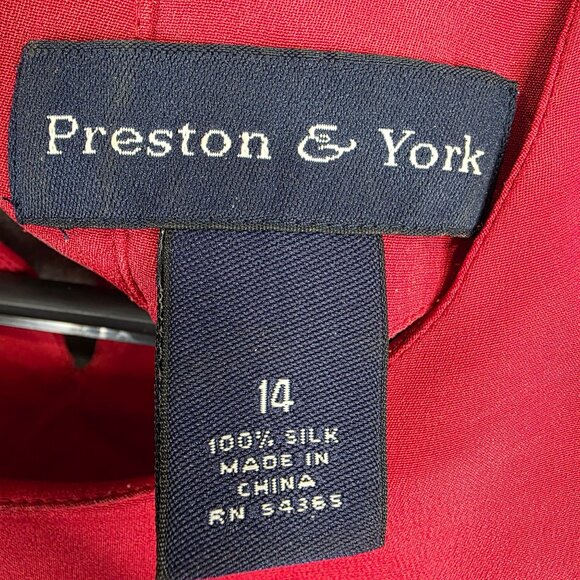 Preston & York
14
100% SILK
MADE IN
CHINA
RN 54365